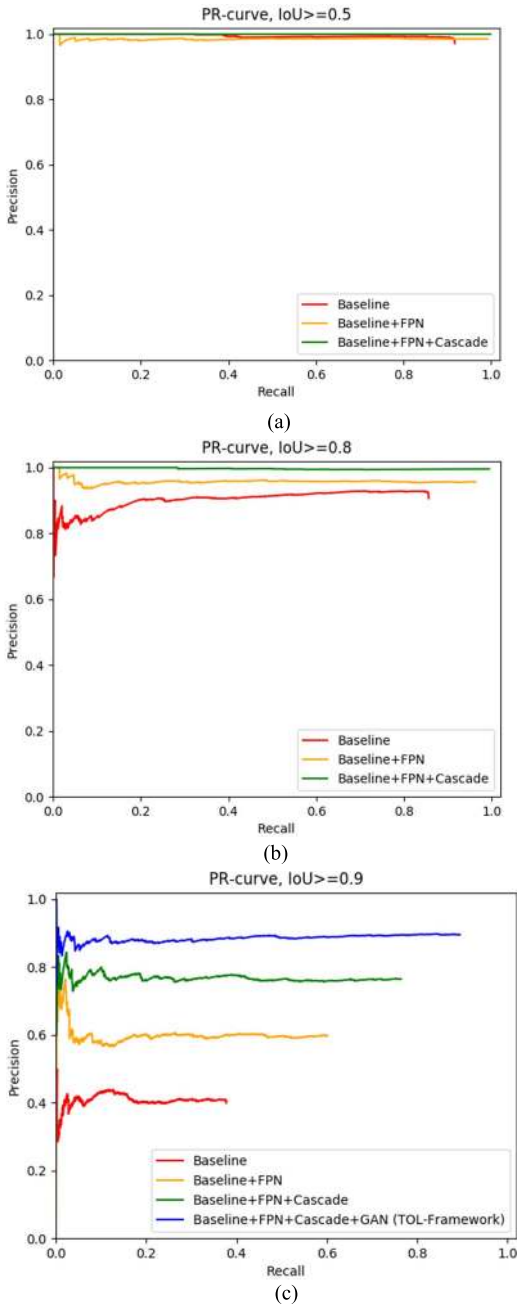 PR-curve, IoU>=0.5
1.0
0.8
0.6
0.4
0.2
0.0
Precision
Baseline
Baseline+FPN
Baseline+FPN+Cascade
0.0 0.2 0.4 0.6 0.8 1.0
Recall
(a)
PR-curve, IoU>=0.8
1.0
0.8
0.6
0.4
0.2
0.0
Precision
Baseline
Baseline+FPN
Baseline+FPN+Cascade
0.0 0.2 0.4 0.6 0.8 1.0
Recall
(b)
PR-curve, IoU>=0.9
1.0
0.8
0.6
0.4
0.2
0.0
Precision
Baseline
Baseline+FPN
Baseline+FPN+Cascade
Baseline+FPN+Cascade+GAN (TOL-Framework)
0.0 0.2 0.4 0.6 0.8 1.0
Recall
(c)